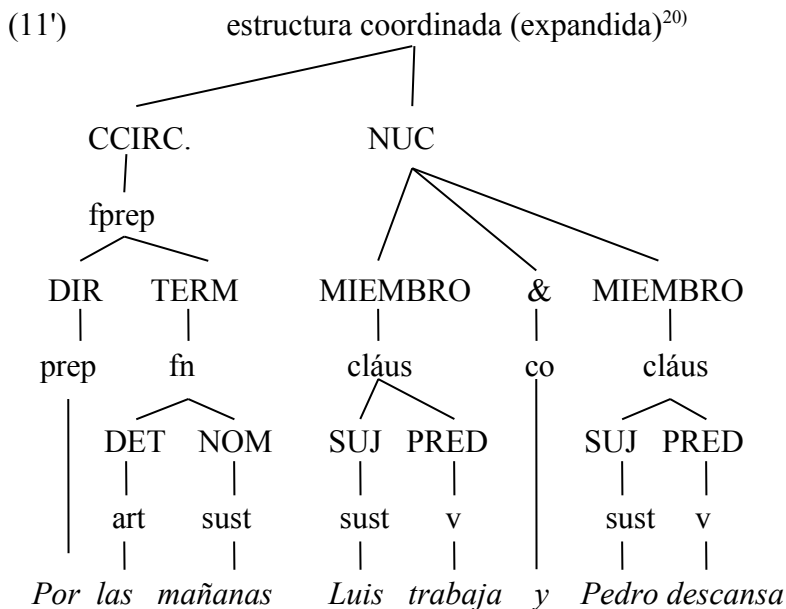 (11') estructura coordinada (expandida)20)
CCIRC. NUC
fprep
DIR TERM MIEMBRO & MIEMBRO
prep fn cláus co cláus
DET NOM SUJ PRED SUJ PRED
art sust sust v sust v
Por las mañanas Luis trabaja y Pedro descansa